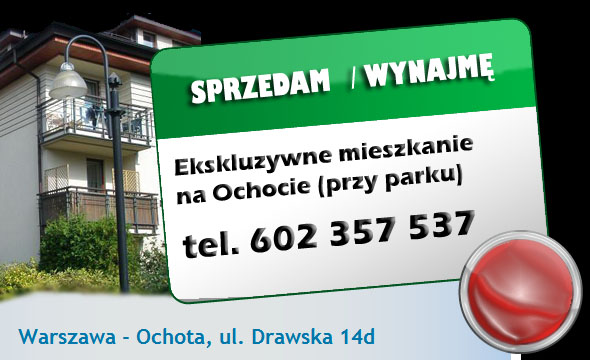 SPRZEDAM / WYNAJMĘ
Ekskluzywne mieszkanie
na Ochocie (przy parku)
tel. 602 357 537
Warszawa - Ochota, ul. Drawska 14d